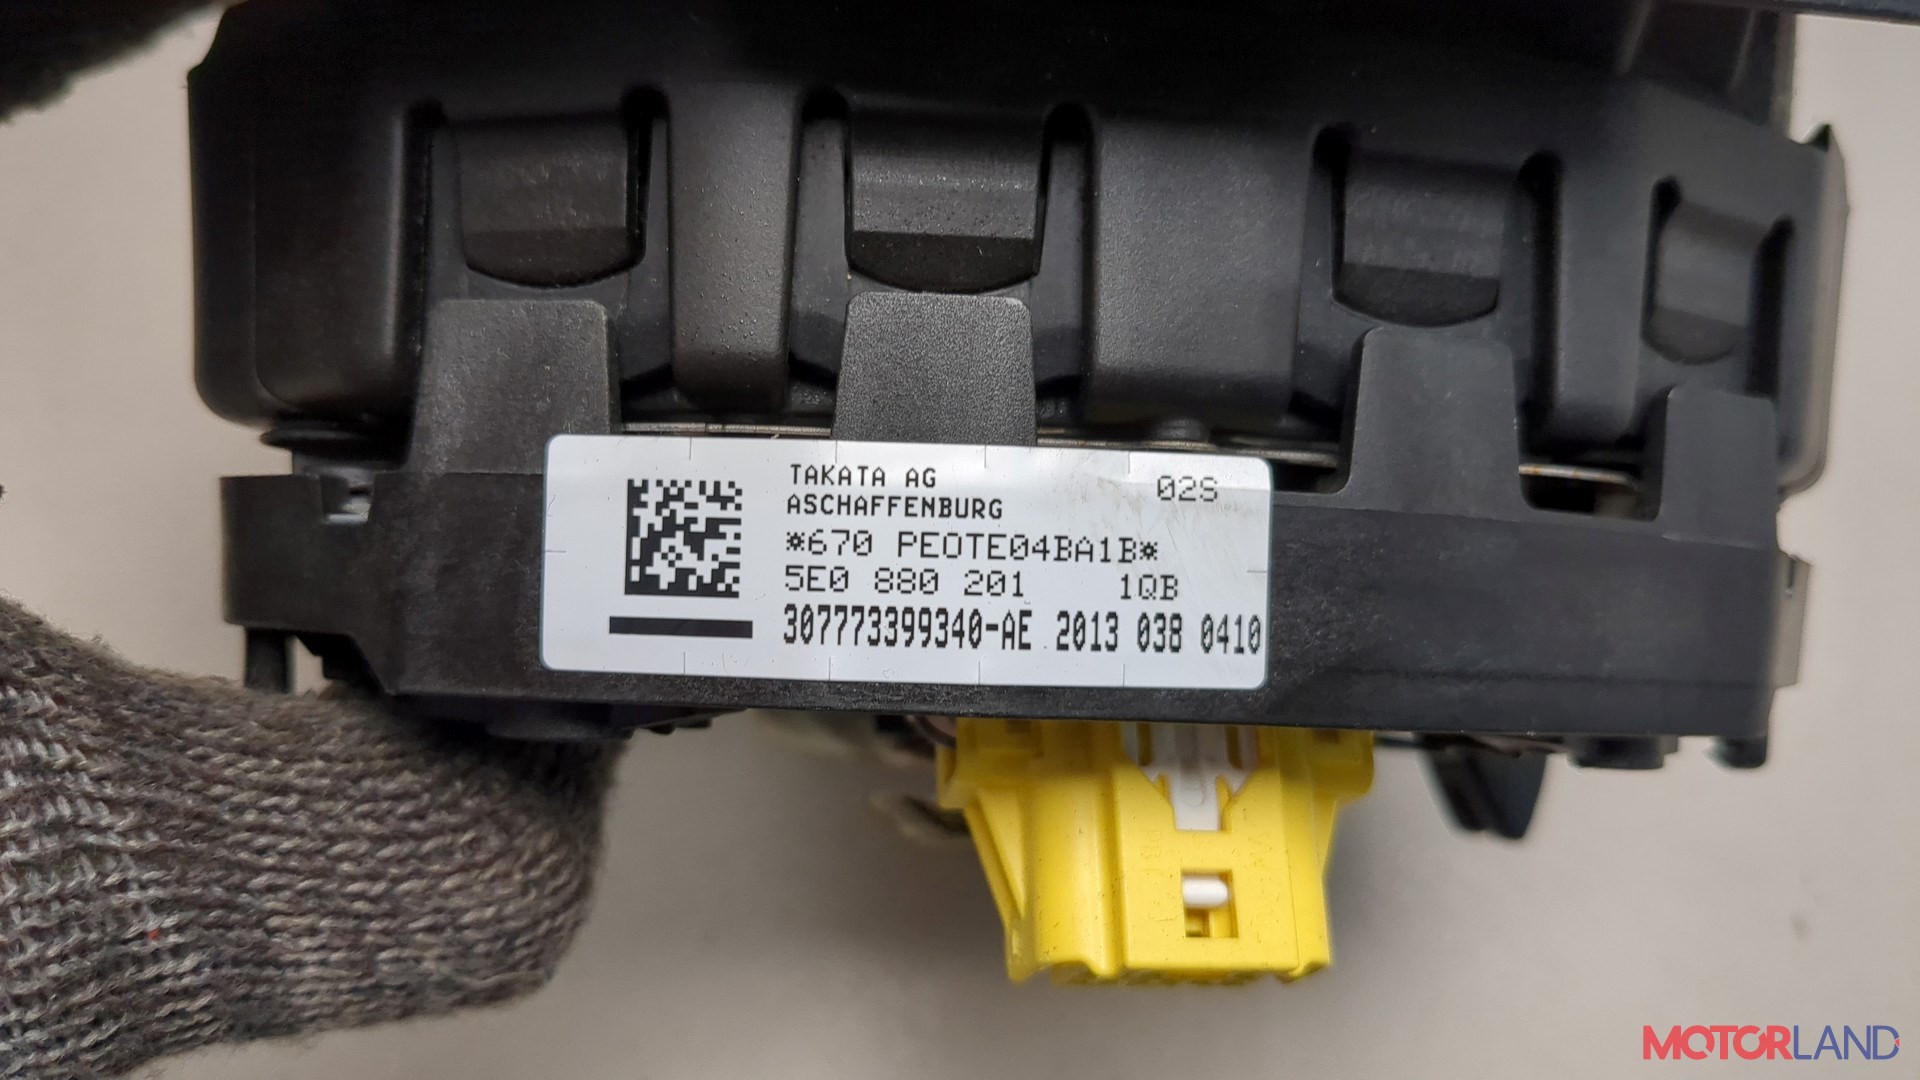 TAKATA AG 02S
ASCHAFFENBURG
*670 PEOTE04BA1B*
5E0 880 201 1QB
307773399340-AE 2013 038 0410
MOTORLAND